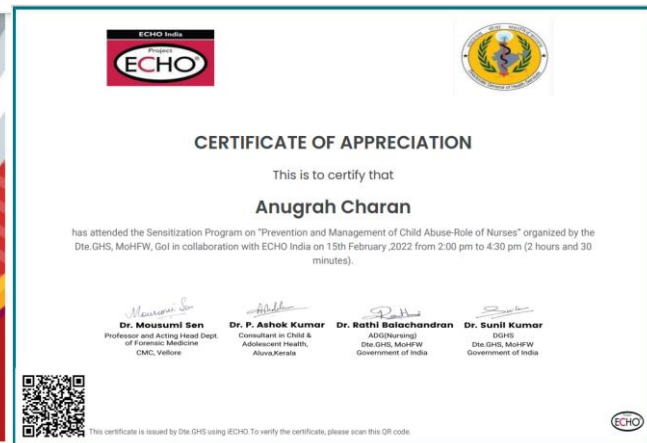 ECHO India
Project
ECHO®
CERTIFICATE OF APPRECIATION
This is to certify that
Anugrah Charan
has attended the Sensitization Program on "Prevention and Management of Child Abuse-Role of Nurses" organized by the
Dte.GHS, MoHFW, GoI in collaboration with ECHO India on 15th February ,2022 from 2:00 pm to 4:30 pm (2 hours and 30
minutes).
Mousumi Sen
Dr. Mousumi Sen
Professor and Acting Head Dept.
of Forensic Medicine
CMC, Vellore
Dr. P. Ashok Kumar
Consultant in Child &
Adolescent Health,
Aluva,Kerala
Dr. Rathi Balachandran
ADG(Nursing)
Dte.GHS, MoHFW
Government of India
Dr. Sunil Kumar
DGHS
Dte.GHS, MoHFW
Government of India
This certificate is issued by Dte.GHS using iECHO.To verify the certificate, please scan this QR code.
ECHO